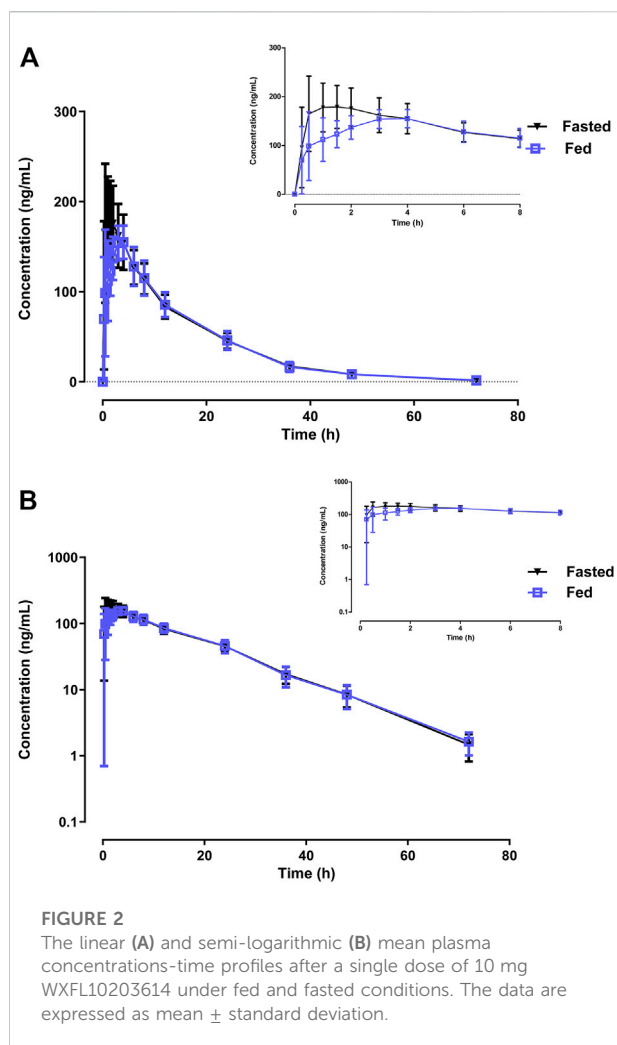 A
Concentration (ng/mL)
300
200
100
0
0 20 40 60 80
Time (h)
Concentration (ng/mL)
300
200
100
0
0 2 4 6 8
Time (h)
Fasted
Fed
B
Concentration (ng/mL)
1000
100
10
1
0.1
0 20 40 60 80
Time (h)
Concentration (ng/mL)
1000
100
10
1
0.1
0 2 4 6 8
Time (h)
Fasted
Fed
FIGURE 2
The linear (A) and semi-logarithmic (B) mean plasma
concentrations-time profiles after a single dose of 10 mg
WXFL10203614 under fed and fasted conditions. The data are
expressed as mean ± standard deviation.